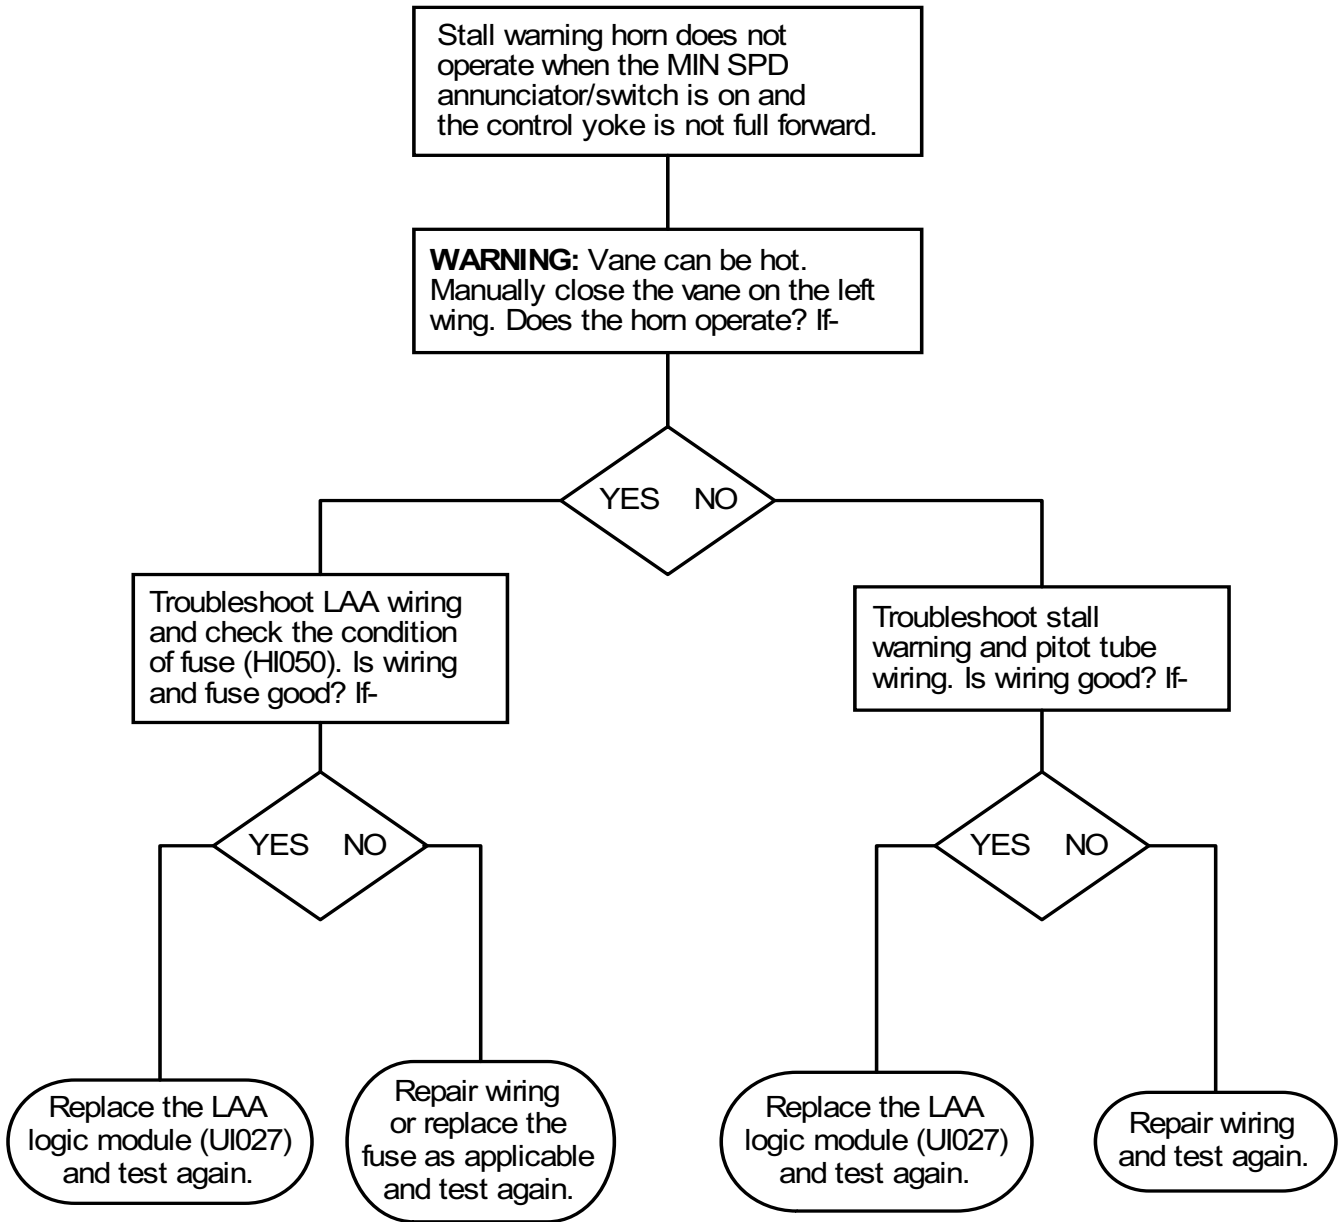 Stall warning horn does not
operate when the MIN SPD
annunciator/switch is on and
the control yoke is not full forward.
WARNING: Vane can be hot.
Manually close the vane on the left
wing. Does the horn operate? If-
YES NO
Troubleshoot LAA wiring
and check the condition
of fuse (HI050). Is wiring
and fuse good? If-
Troubleshoot stall
warning and pitot tube
wiring. Is wiring good? If-
YES NO
YES NO
Replace the LAA
logic module (UI027)
and test again.
Repair wiring
or replace the
fuse as applicable
and test again.
Replace the LAA
logic module (UI027)
and test again.
Repair wiring
and test again.